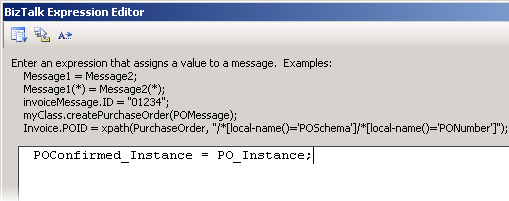 BizTalk Expression Editor
Enter an expression that assigns a value to a message. Examples:
Message1 = Message2;
Message1(*) = Message2(*);
invoiceMessage.ID = "01234";
myClass.createPurchaseOrder(POMessage);
Invoice.POID = xpath(PurchaseOrder, "/*[local-name()='POSchema']/*[local-name()='PONumber']");
POConfirmed_Instance = PO_Instance;